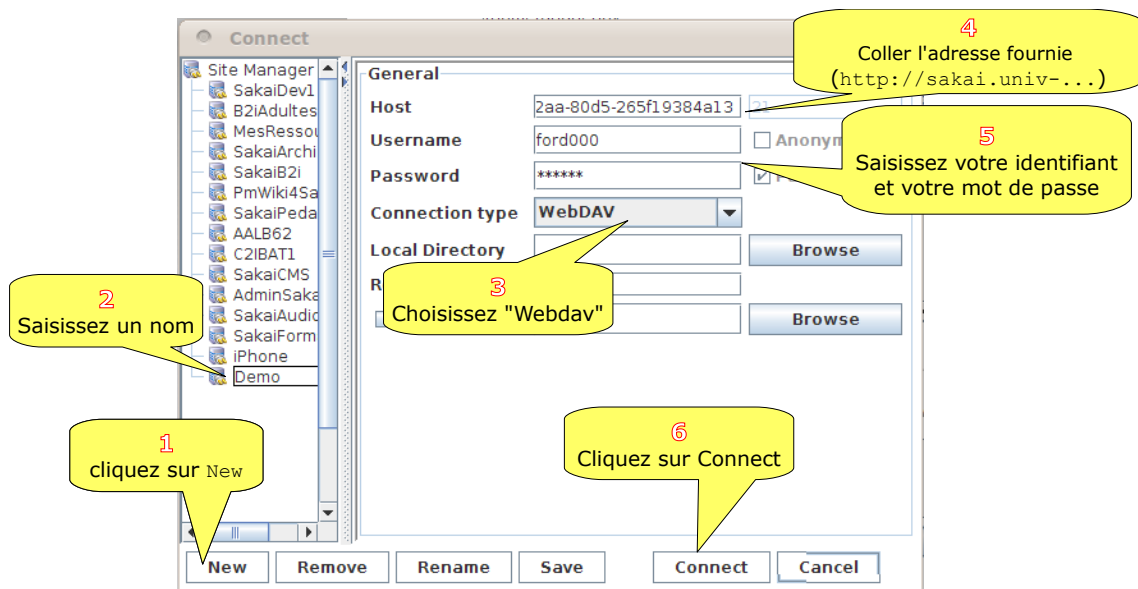 Connect
4
Coller l'adresse fournie
(http://sakai.univ-...)
Site Manager
SakaiDev1
B2iAdultes
MesRessou
SakaiArchi
SakaiB2i
PmWiki4Sa
SakaiPeda
AALB62
C2IBAT1
SakaiCMS
AdminSaka
SakaiAudio
SakaiForm
iPhone
Demo
General
Host 2aa-80d5-265f19384a13 21
Username ford000 Anonym
Password ******
5
Saisissez votre identifiant
et votre mot de passe
Connection type WebDAV
Local Directory Browse
R
3
Choisissez "Webdav"
Browse
2
Saisissez un nom
1
cliquez sur New
6
Cliquez sur Connect
New Remove Rename Save Connect Cancel